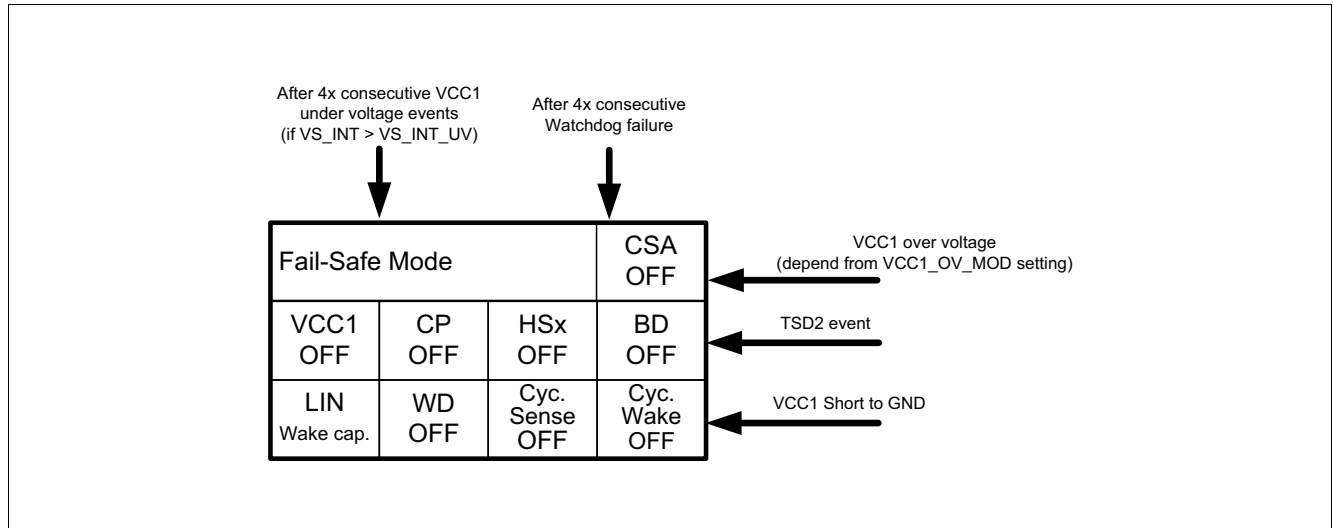 After 4x consecutive VCC1
under voltage events
(if VS_INT > VS_INT_UV)
After 4x consecutive
Watchdog failure
Fail-Safe Mode
CSA
OFF
VCC1 over voltage
(depend from VCC1_OV_MOD setting)
VCC1
OFF
CP
OFF
HSx
OFF
BD
OFF
TSD2 event
LIN
Wake cap.
WD
OFF
Cyc.
Sense
OFF
Cyc.
Wake
OFF
VCC1 Short to GND